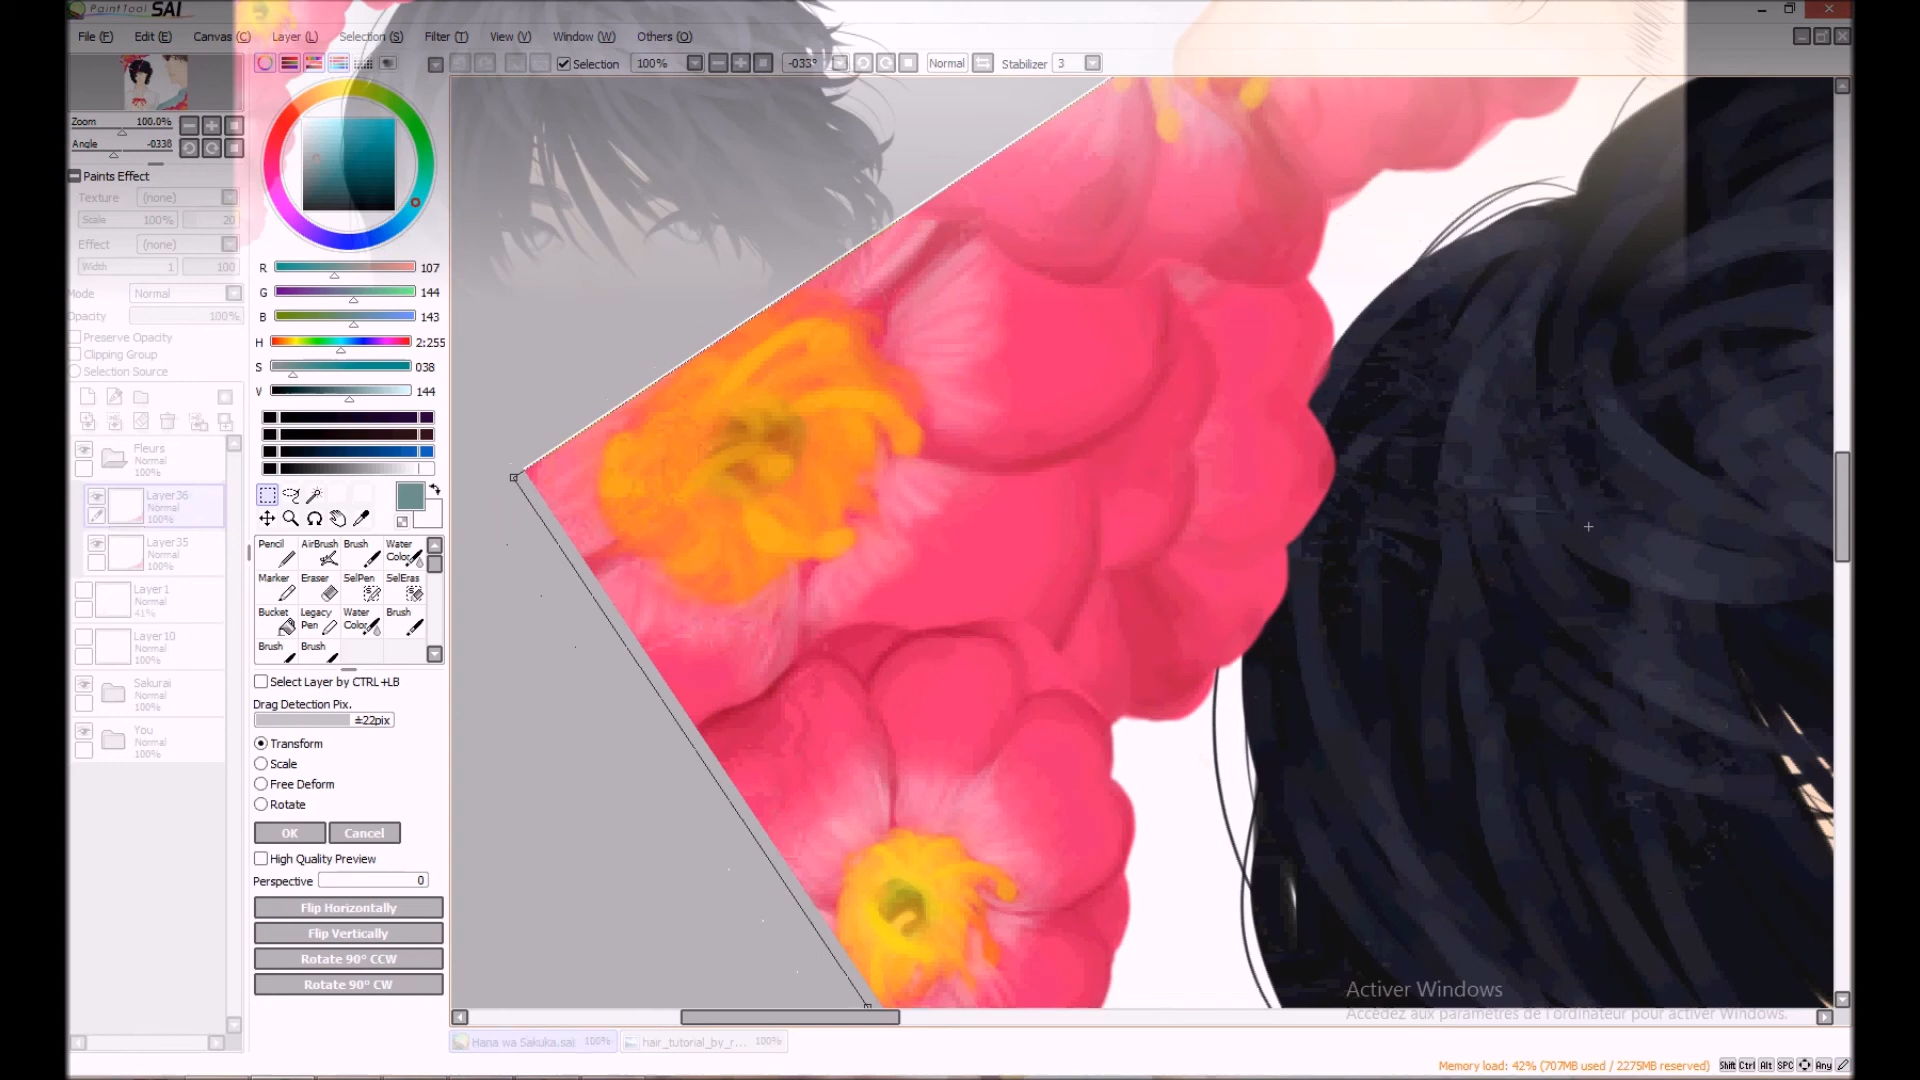 PaintTool SAI
File (F) Edit (E) Canvas (C) Layer (L) Selection (S) Filter (T) View (V) Window (W) Others (O)
Selection 100% -033° Normal Stabilizer 3
Zoom 100.0%
Angle -0338
Paints Effect
Texture (none)
Scale 100% 20
Effect (none)
Width 1 100
Mode Normal
Opacity 100%
Preserve Opacity
Clipping Group
Selection Source
Fleurs
Normal
100%
Layer36
Normal
100%
Layer35
Normal
100%
Layer1
Normal
41%
Layer10
Normal
100%
Sakurai
Normal
100%
You
Normal
100%
R 107
G 144
B 143
H 2:255
S 038
V 144
Pencil AirBrush Brush Water Color
Marker Eraser SelPen SelEras
Bucket Legacy Pen Water Color Brush
Brush Brush
Select Layer by CTRL+LB
Drag Detection Pix.
±22pix
Transform
Scale
Free Deform
Rotate
OK Cancel
High Quality Preview
Perspective 0
Flip Horizontally
Flip Vertically
Rotate 90° CCW
Rotate 90° CW
Activer Windows
Accédez aux paramètres de l'ordinateur pour activer Windows.
Hana wa Sakuka.sai 100% hair_tutorial_by_r... 100%
Memory load: 42% (707MB used / 2275MB reserved) Shift Ctrl Alt SPC Any